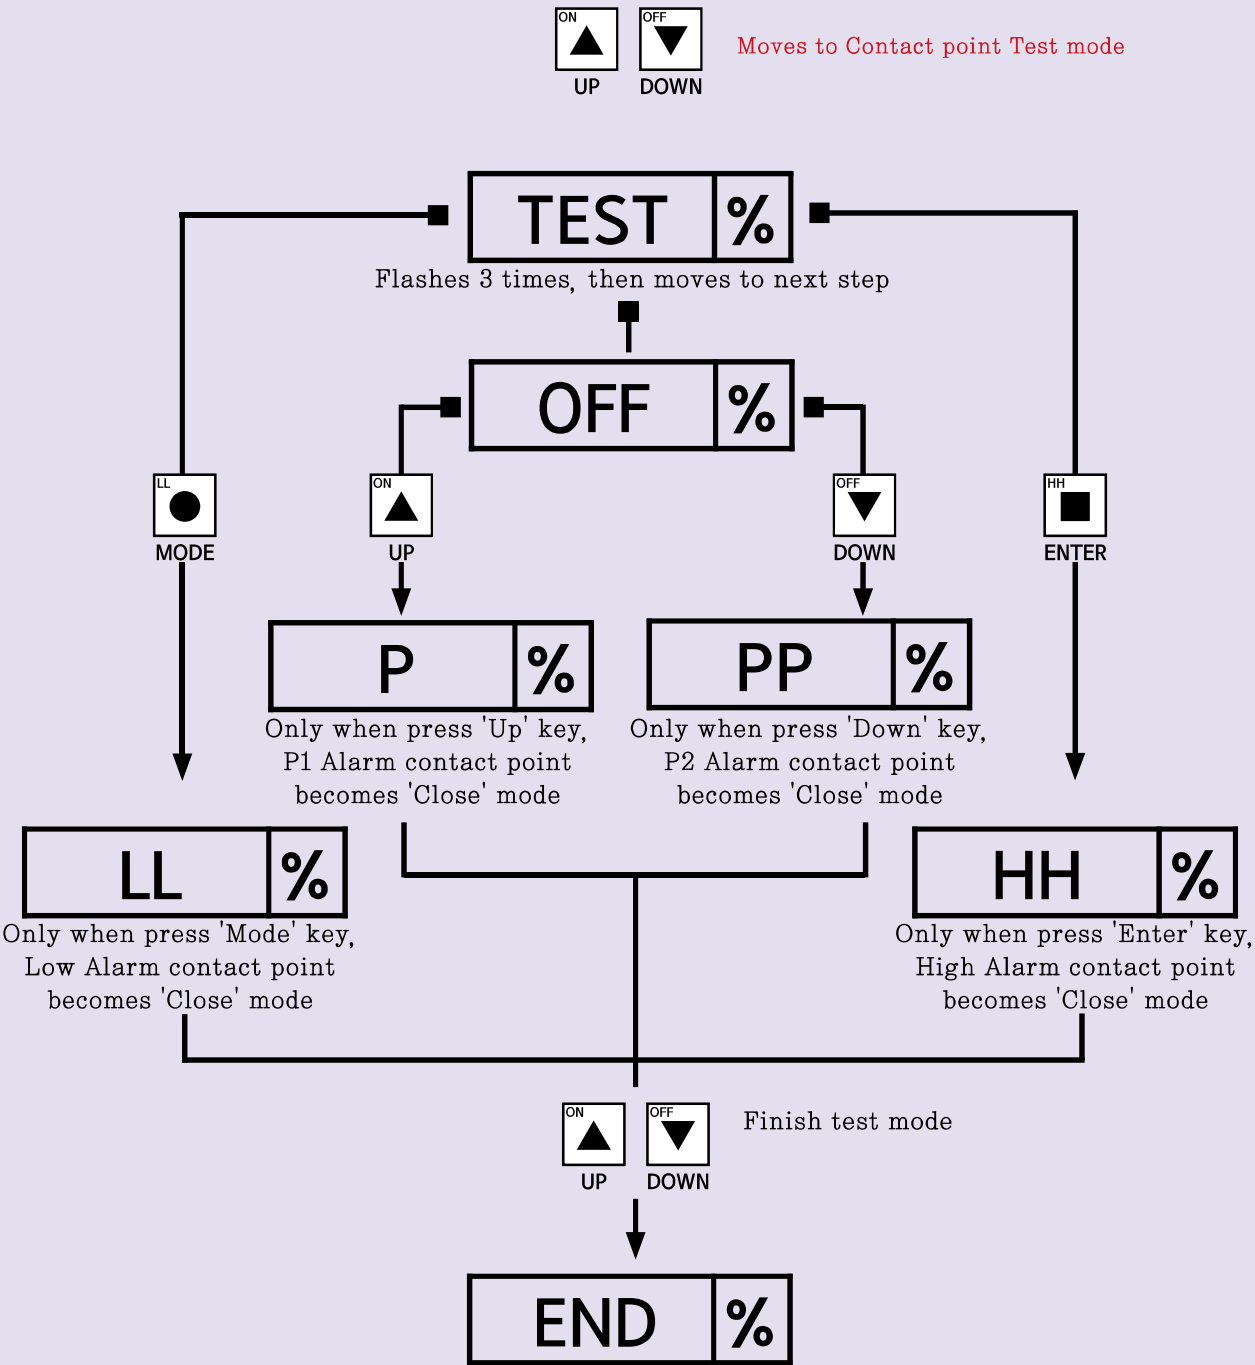 ON
OFF
UP
DOWN
Moves to Contact point Test mode
TEST
%
Flashes 3 times, then moves to next step
OFF
%
LL
MODE
ON
UP
OFF
DOWN
HH
ENTER
P
%
Only when press 'Up' key,
P1 Alarm contact point
becomes 'Close' mode
PP
%
Only when press 'Down' key,
P2 Alarm contact point
becomes 'Close' mode
LL
%
Only when press 'Mode' key,
Low Alarm contact point
becomes 'Close' mode
HH
%
Only when press 'Enter' key,
High Alarm contact point
becomes 'Close' mode
ON
OFF
UP
DOWN
Finish test mode
END
%